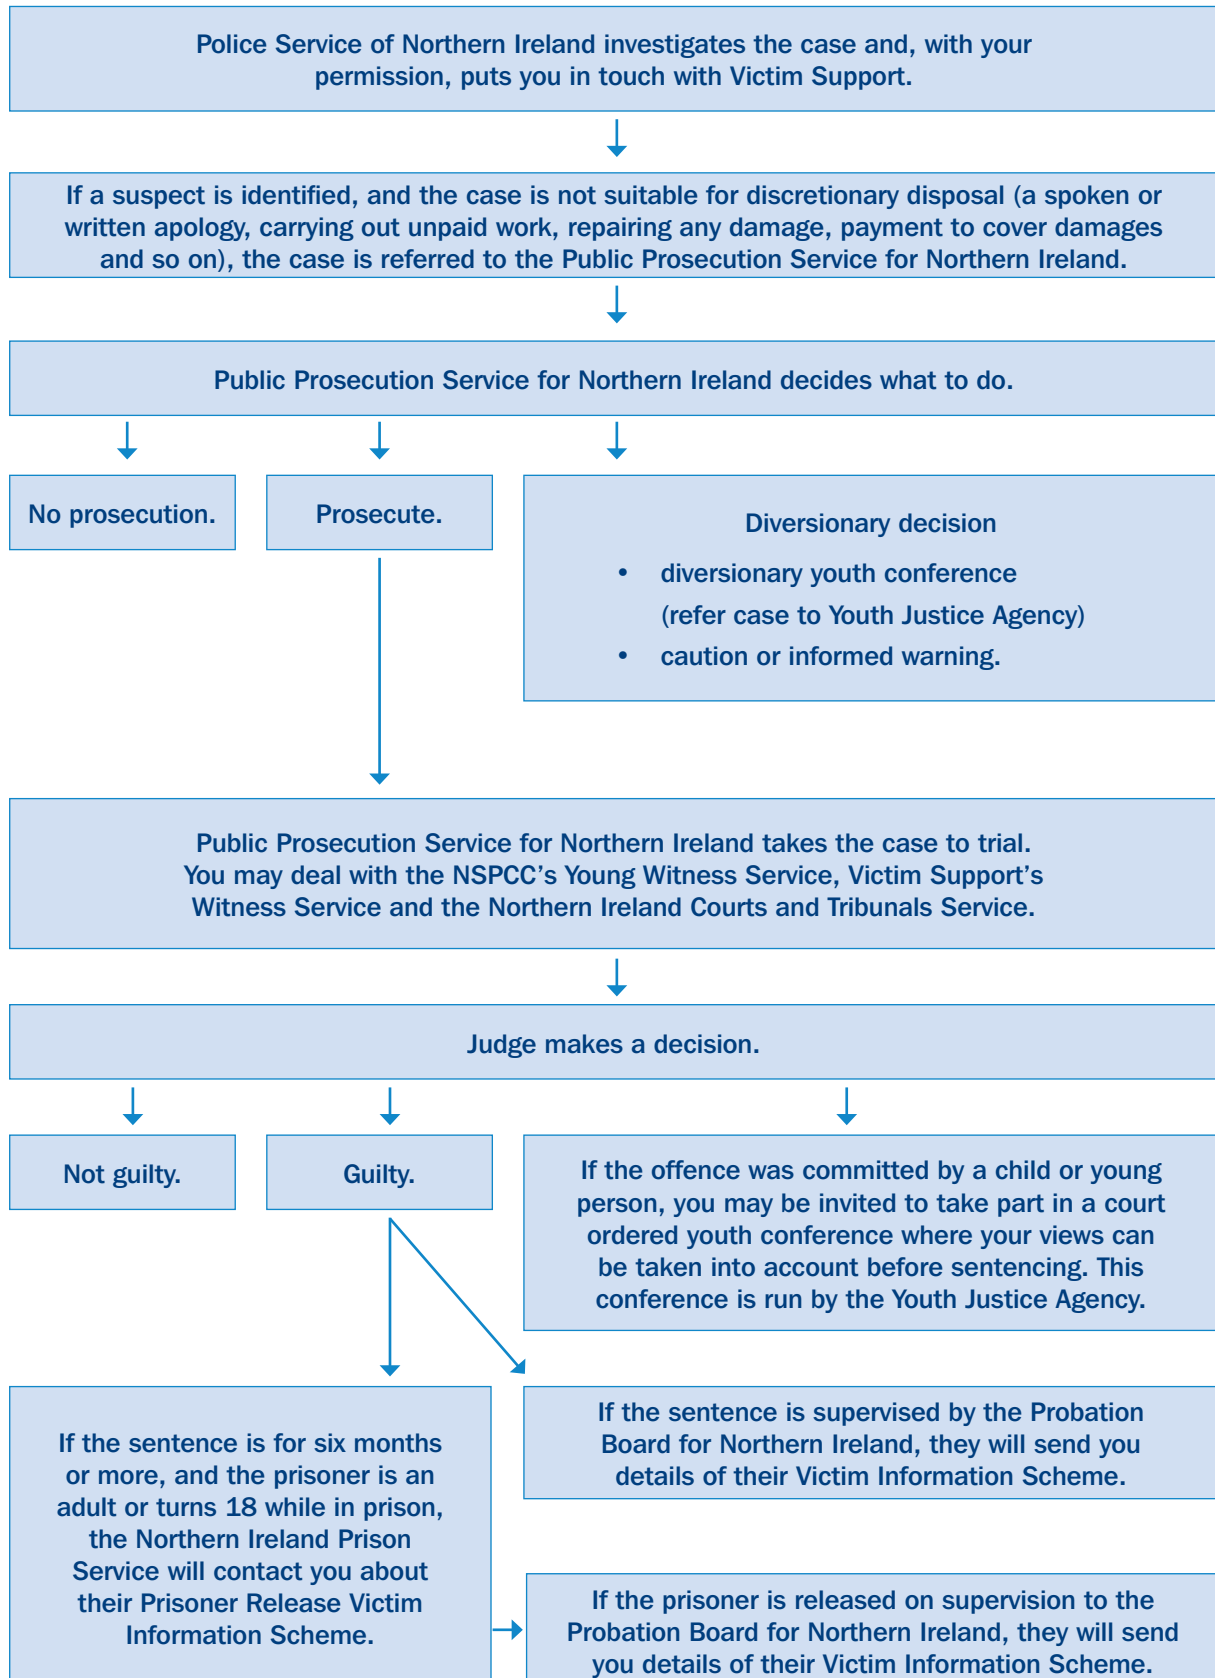 Police Service of Northern Ireland investigates the case and, with your
permission, puts you in touch with Victim Support.
If a suspect is identified, and the case is not suitable for discretionary disposal (a spoken or
written apology, carrying out unpaid work, repairing any damage, payment to cover damages
and so on), the case is referred to the Public Prosecution Service for Northern Ireland.
Public Prosecution Service for Northern Ireland decides what to do.
No prosecution.
Prosecute.
Diversionary decision
• diversionary youth conference
(refer case to Youth Justice Agency)
• caution or informed warning.
Public Prosecution Service for Northern Ireland takes the case to trial.
You may deal with the NSPCC's Young Witness Service, Victim Support's
Witness Service and the Northern Ireland Courts and Tribunals Service.
Judge makes a decision.
Not guilty.
Guilty.
If the offence was committed by a child or young
person, you may be invited to take part in a court
ordered youth conference where your views can
be taken into account before sentencing. This
conference is run by the Youth Justice Agency.
If the sentence is for six months
or more, and the prisoner is an
adult or turns 18 while in prison,
the Northern Ireland Prison
Service will contact you about
their Prisoner Release Victim
Information Scheme.
If the sentence is supervised by the Probation
Board for Northern Ireland, they will send you
details of their Victim Information Scheme.
If the prisoner is released on supervision to the
Probation Board for Northern Ireland, they will send
you details of their Victim Information Scheme.